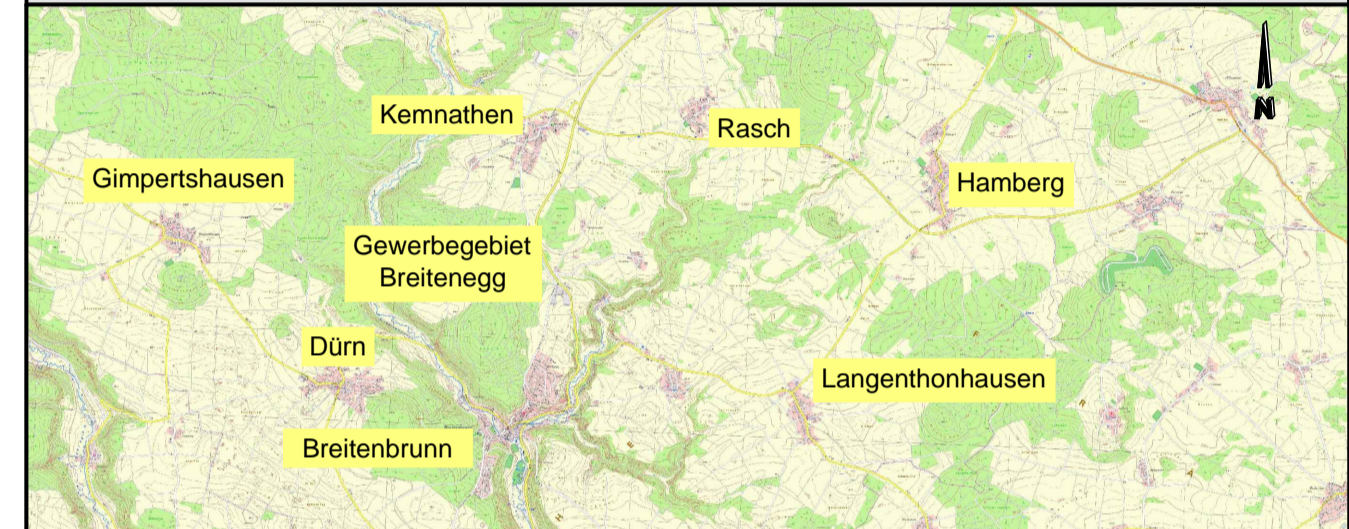 Kemnathen
Rasch
Gimpertshausen
Hamberg
Gewerbegebiet
Breitenegg
Dürn
Langenthonhausen
Breitenbrunn
N